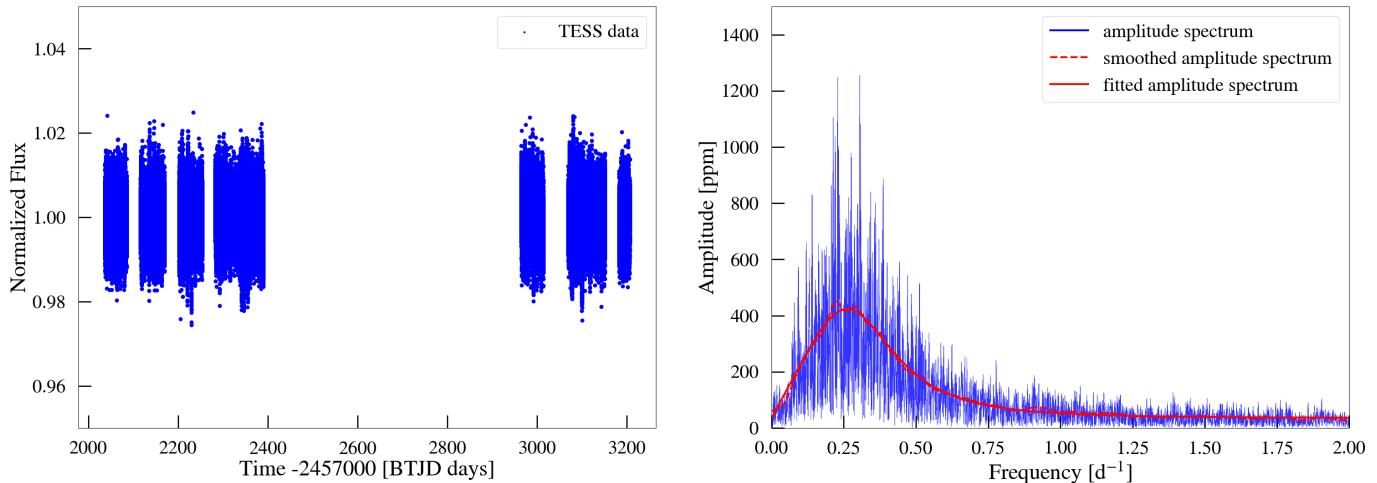 1.04
1.02
1.00
0.98
0.96
Normalized Flux
TESS data
2000 2200 2400 2600 2800 3000 3200
Time -2457000 [BTJD days]
1400
1200
1000
800
600
400
200
0
Amplitude [ppm]
amplitude spectrum
smoothed amplitude spectrum
fitted amplitude spectrum
0.00 0.25 0.50 0.75 1.00 1.25 1.50 1.75 2.00
Frequency [d⁻¹]